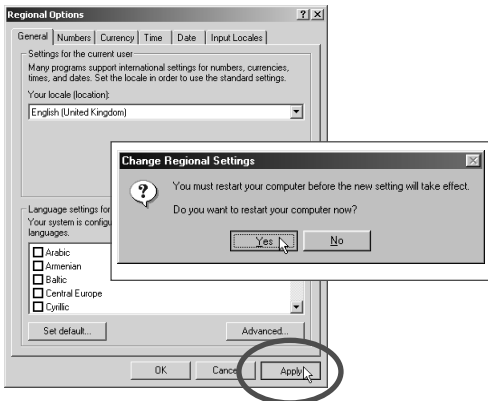 Regional Options
General Numbers Currency Time Date Input Locales
Settings for the current user
Many programs support international settings for numbers, currencies,
times, and dates. Set the locale in order to use the standard settings.
Your locale (location):
English (United Kingdom)
Change Regional Settings
You must restart your computer before the new setting will take effect.
Do you want to restart your computer now?
Yes No
Language settings for
Your system is configu
languages.
Arabic
Armenian
Baltic
Central Europe
Cyrillic
Set default... Advanced...
OK Cance Apply